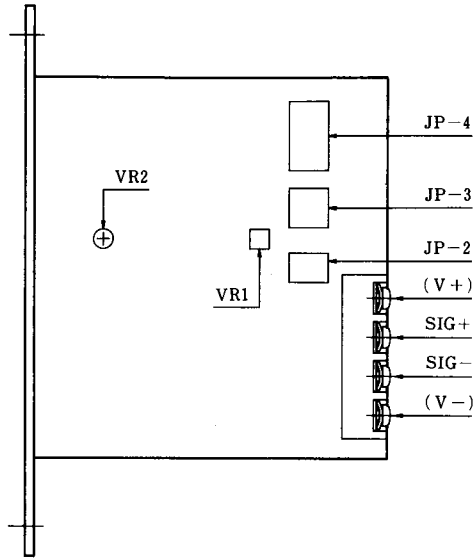 JP-4
VR2
JP-3
JP-2
VR1
(V+)
SIG+
SIG-
(V-)